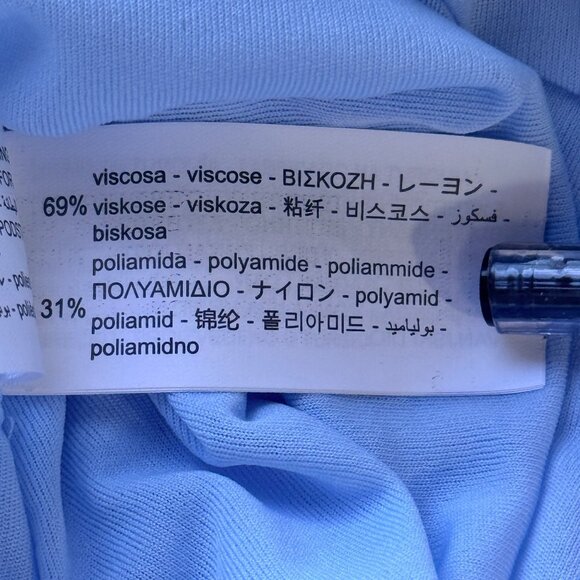 viscosa - viscose - ΒΙΣΚΟΖΗ - レーヨン -
69% viskose - viskoza - 粘纤 - 비스코스 - فسكوز -
biskosa
poliamida - polyamide - poliammide -
31% ΠΟΛΥΑΜΙΔΙΟ - ナイロン - polyamid -
poliamid - 锦纶 - 폴리아미드 - بولياميد -
poliamidno